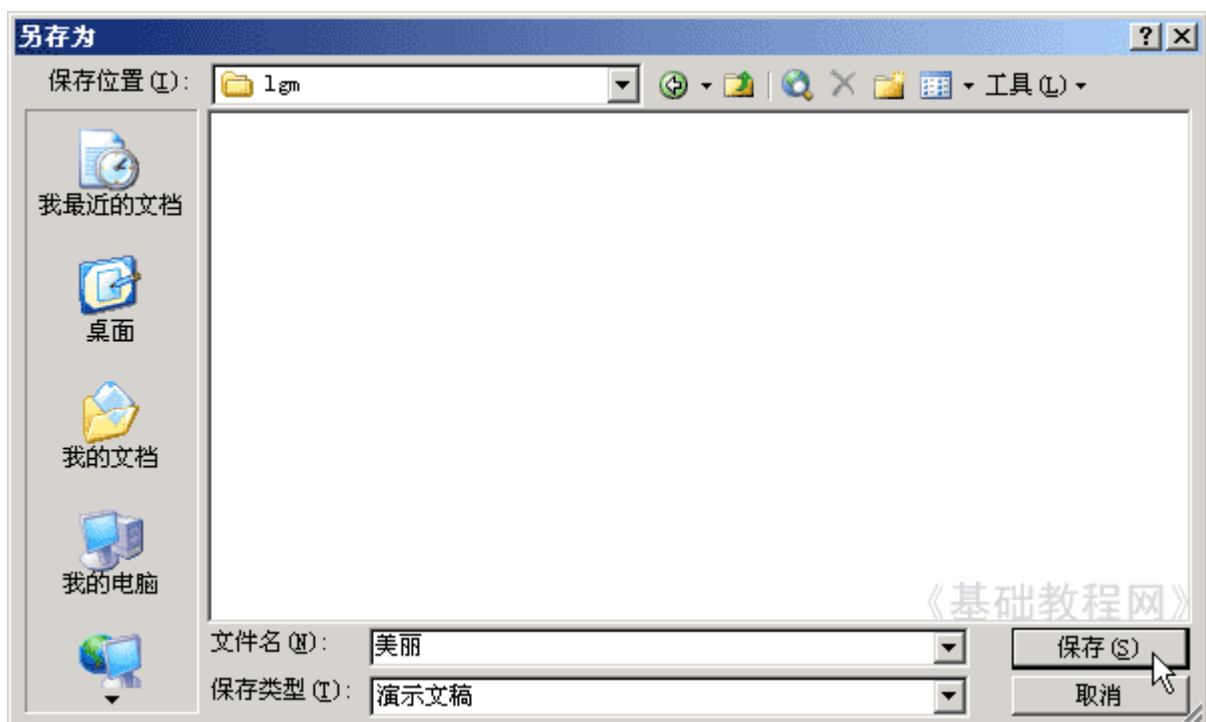 另存为
保存位置(I):
lgm
工具(L)
我最近的文档
桌面
我的文档
我的电脑
《基础教程网》
文件名(N):
美丽
保存(S)
保存类型(T):
演示文稿
取消